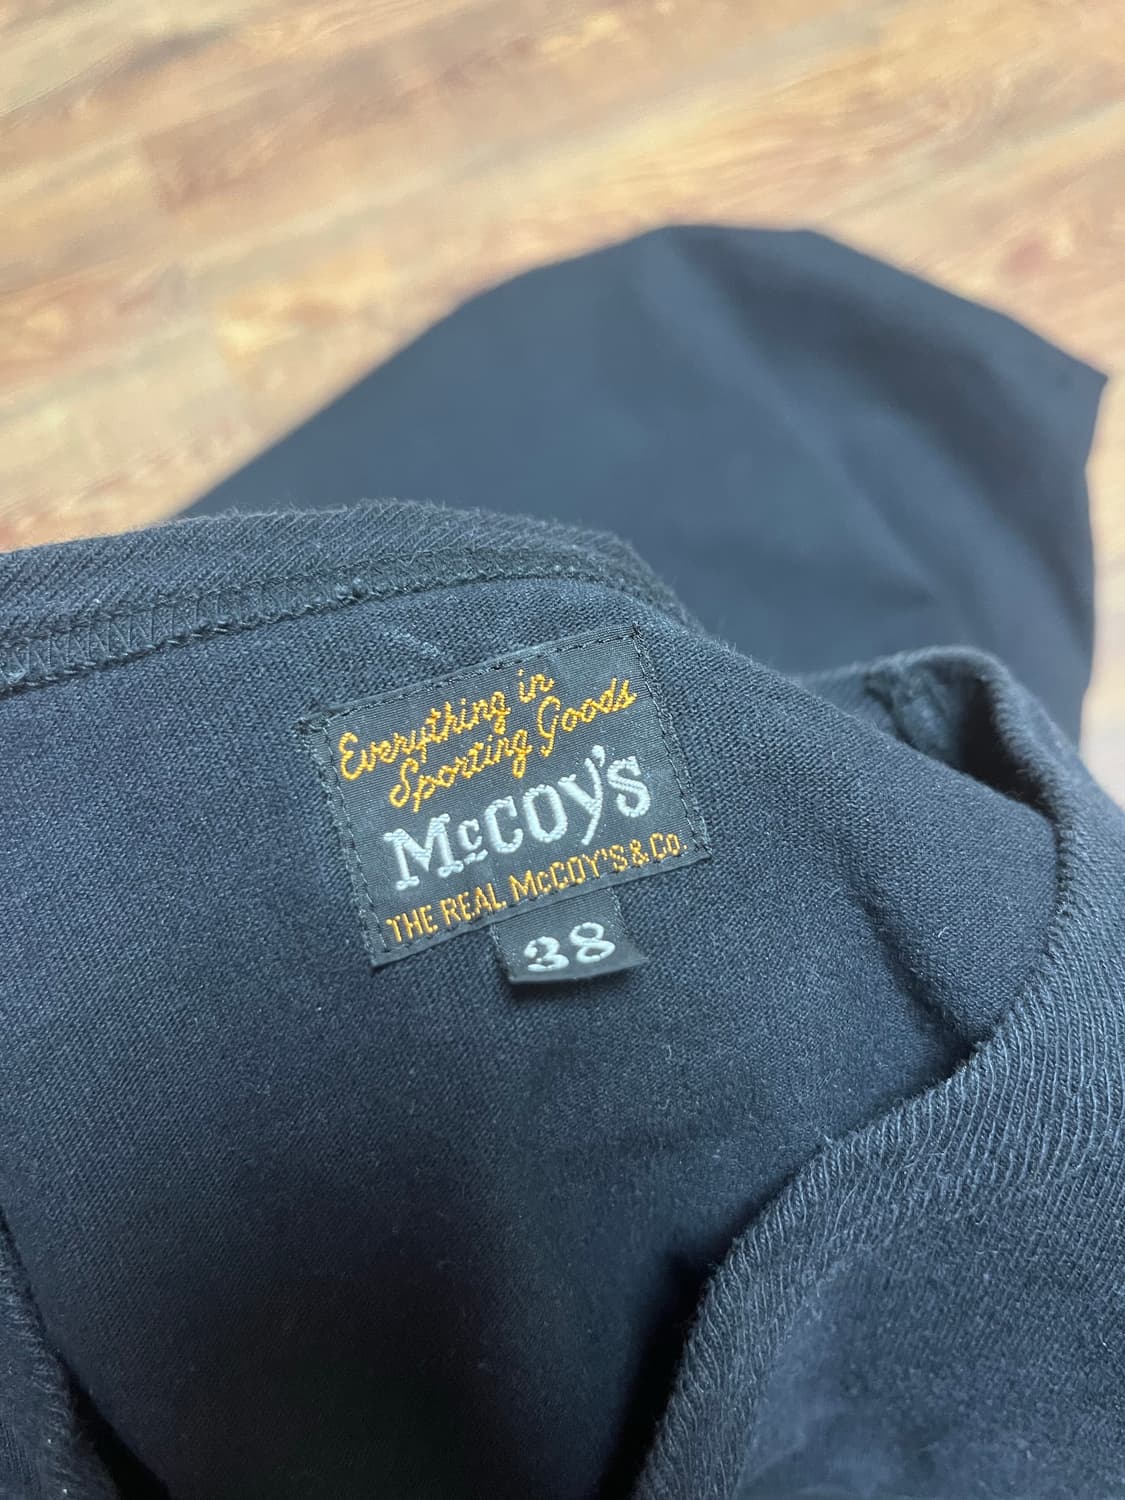 Everything in
Sporting Goods
McCOY'S
THE REAL McCOY'S & Co.
38